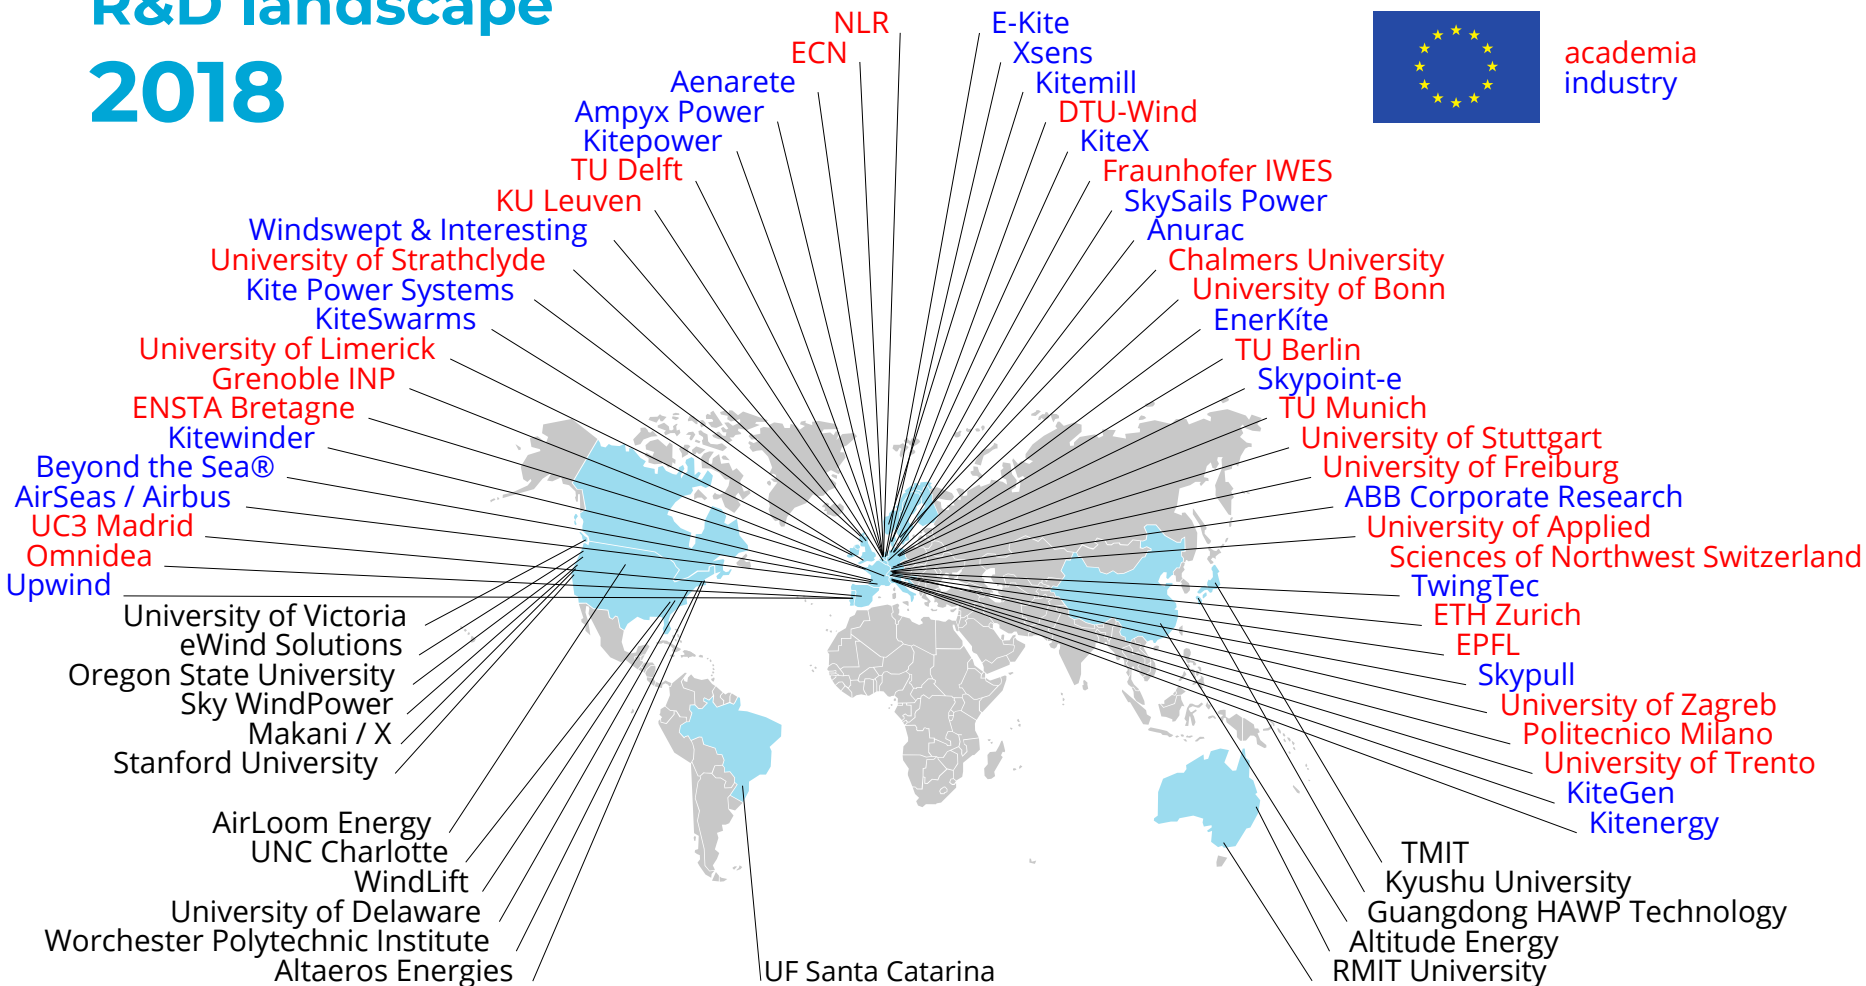 R&D landscape
2018
NLR
ECN
Aenarete
Ampyx Power
Kitepower
TU Delft
KU Leuven
Windswept & Interesting
University of Strathclyde
Kite Power Systems
KiteSwarms
University of Limerick
Grenoble INP
ENSTA Bretagne
Kitewinder
Beyond the Sea®
AirSeas / Airbus
UC3 Madrid
Omnidea
Upwind
University of Victoria
eWind Solutions
Oregon State University
Sky WindPower
Makani / X
Stanford University
AirLoom Energy
UNC Charlotte
WindLift
University of Delaware
Worchester Polytechnic Institute
Altaeros Energies
UF Santa Catarina
E-Kite
Xsens
Kitemill
DTU-Wind
KiteX
Fraunhofer IWES
SkySails Power
Anurac
Chalmers University
University of Bonn
EnerKíte
TU Berlin
Skypoint-e
TU Munich
University of Stuttgart
University of Freiburg
ABB Corporate Research
University of Applied
Sciences of Northwest Switzerland
TwingTec
ETH Zurich
EPFL
Skypull
University of Zagreb
Politecnico Milano
University of Trento
KiteGen
Kitenergy
TMIT
Kyushu University
Guangdong HAWP Technology
Altitude Energy
RMIT University
academia
industry